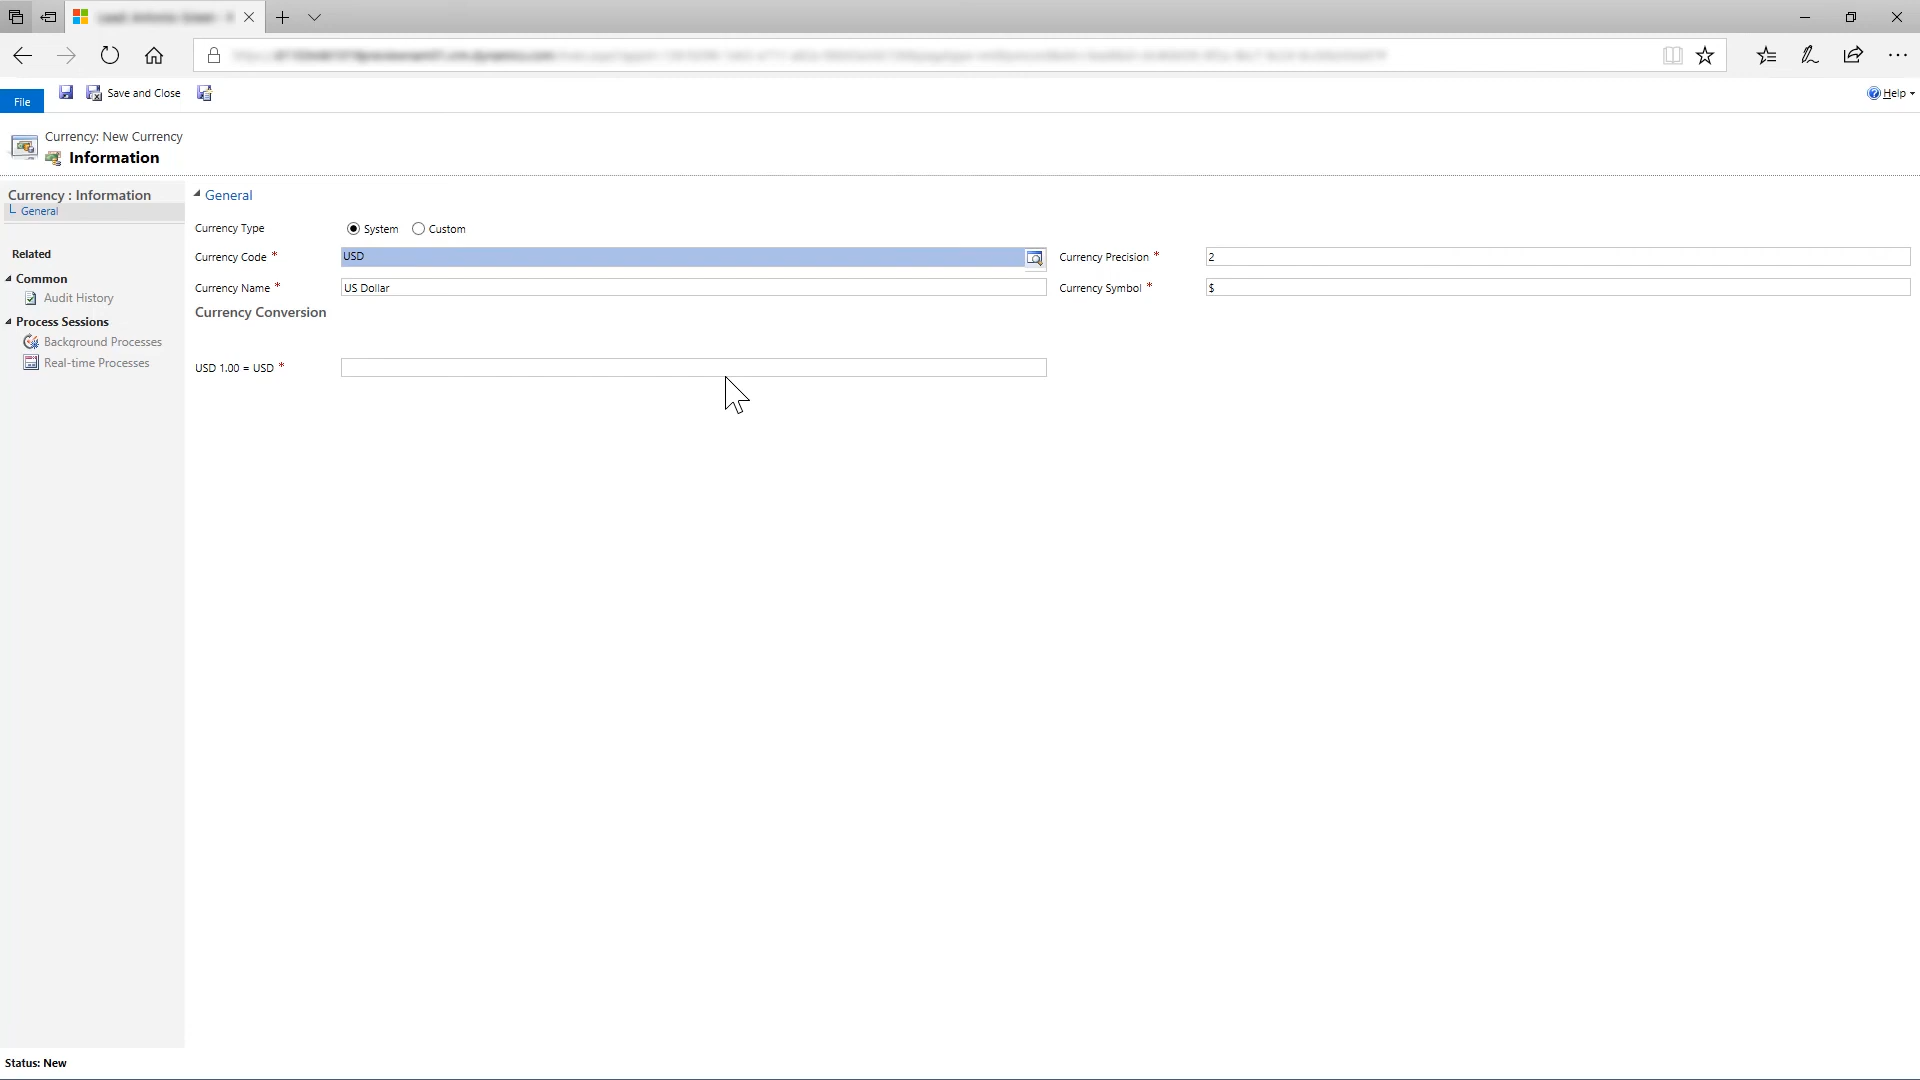 File
Save and Close
Help
Currency: New Currency
Information
Currency : Information
General
Related
Common
Audit History
Process Sessions
Background Processes
Real-time Processes
General
Currency Type
System
Custom
Currency Code *
USD
Currency Precision *
2
Currency Name *
US Dollar
Currency Symbol *
$
Currency Conversion
USD 1.00 = USD *
Status: New